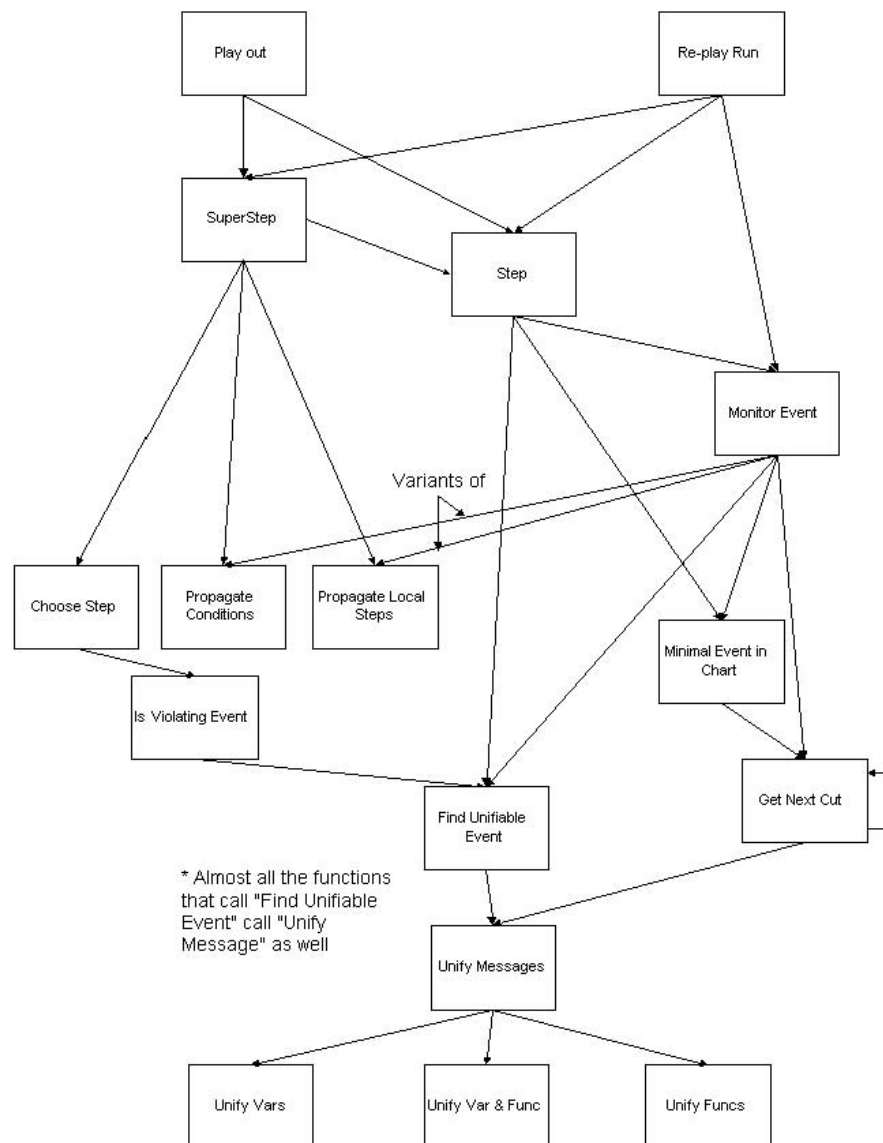 Play out
Re-play Run
SuperStep
Step
Monitor Event
Variants of
Choose Step
Propagate
Conditions
Propagate Local
Steps
Minimal Event in
Chart
Is Violating Event
Get Next Cut
Find Unifiable
Event
* Almost all the functions
that call "Find Unifiable
Event" call "Unify
Message" as well
Unify Messages
Unify Vars
Unify Var & Func
Unify Funcs